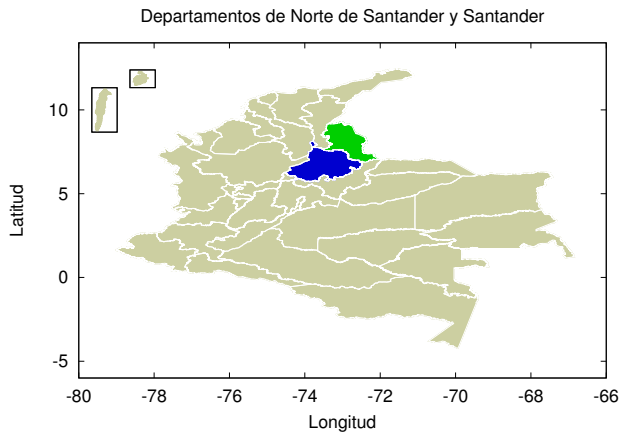 Departamentos de Norte de Santander y Santander
10
5
0
-5
Latitud
-80 -78 -76 -74 -72 -70 -68 -66
Longitud